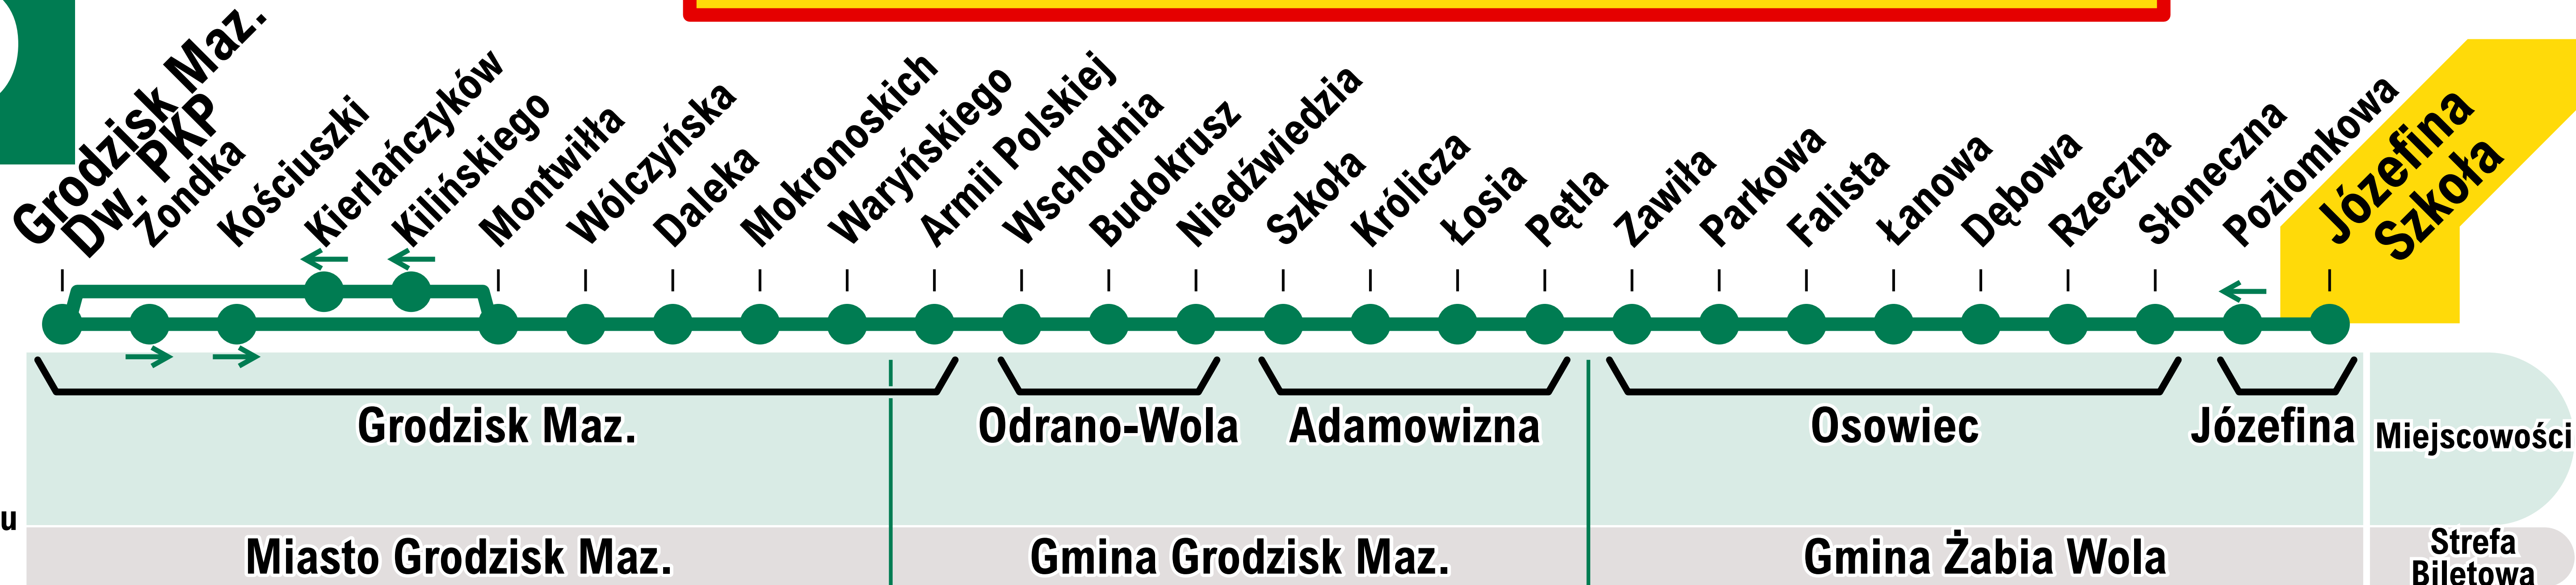 Grodzisk Maz.
Dw. PKP
Żondka
Kościuszki
Kierlańczyków
Kilińskiego
Montwiłła
Wólczyńska
Daleka
Mokronoskich
Waryńskiego
Armii Polskiej
Wschodnia
Budokrusz
Niedźwiedzia
Szkoła
Królicza
Łosia
Pętla
Zawiła
Parkowa
Falista
Łanowa
Dębowa
Rzeczna
Słoneczna
Poziomkowa
Józefina
Szkoła
Grodzisk Maz.
Odrano-Wola
Adamowizna
Osowiec
Józefina
Miejscowości
u
Miasto Grodzisk Maz.
Gmina Grodzisk Maz.
Gmina Żabia Wola
Strefa
Biletowa